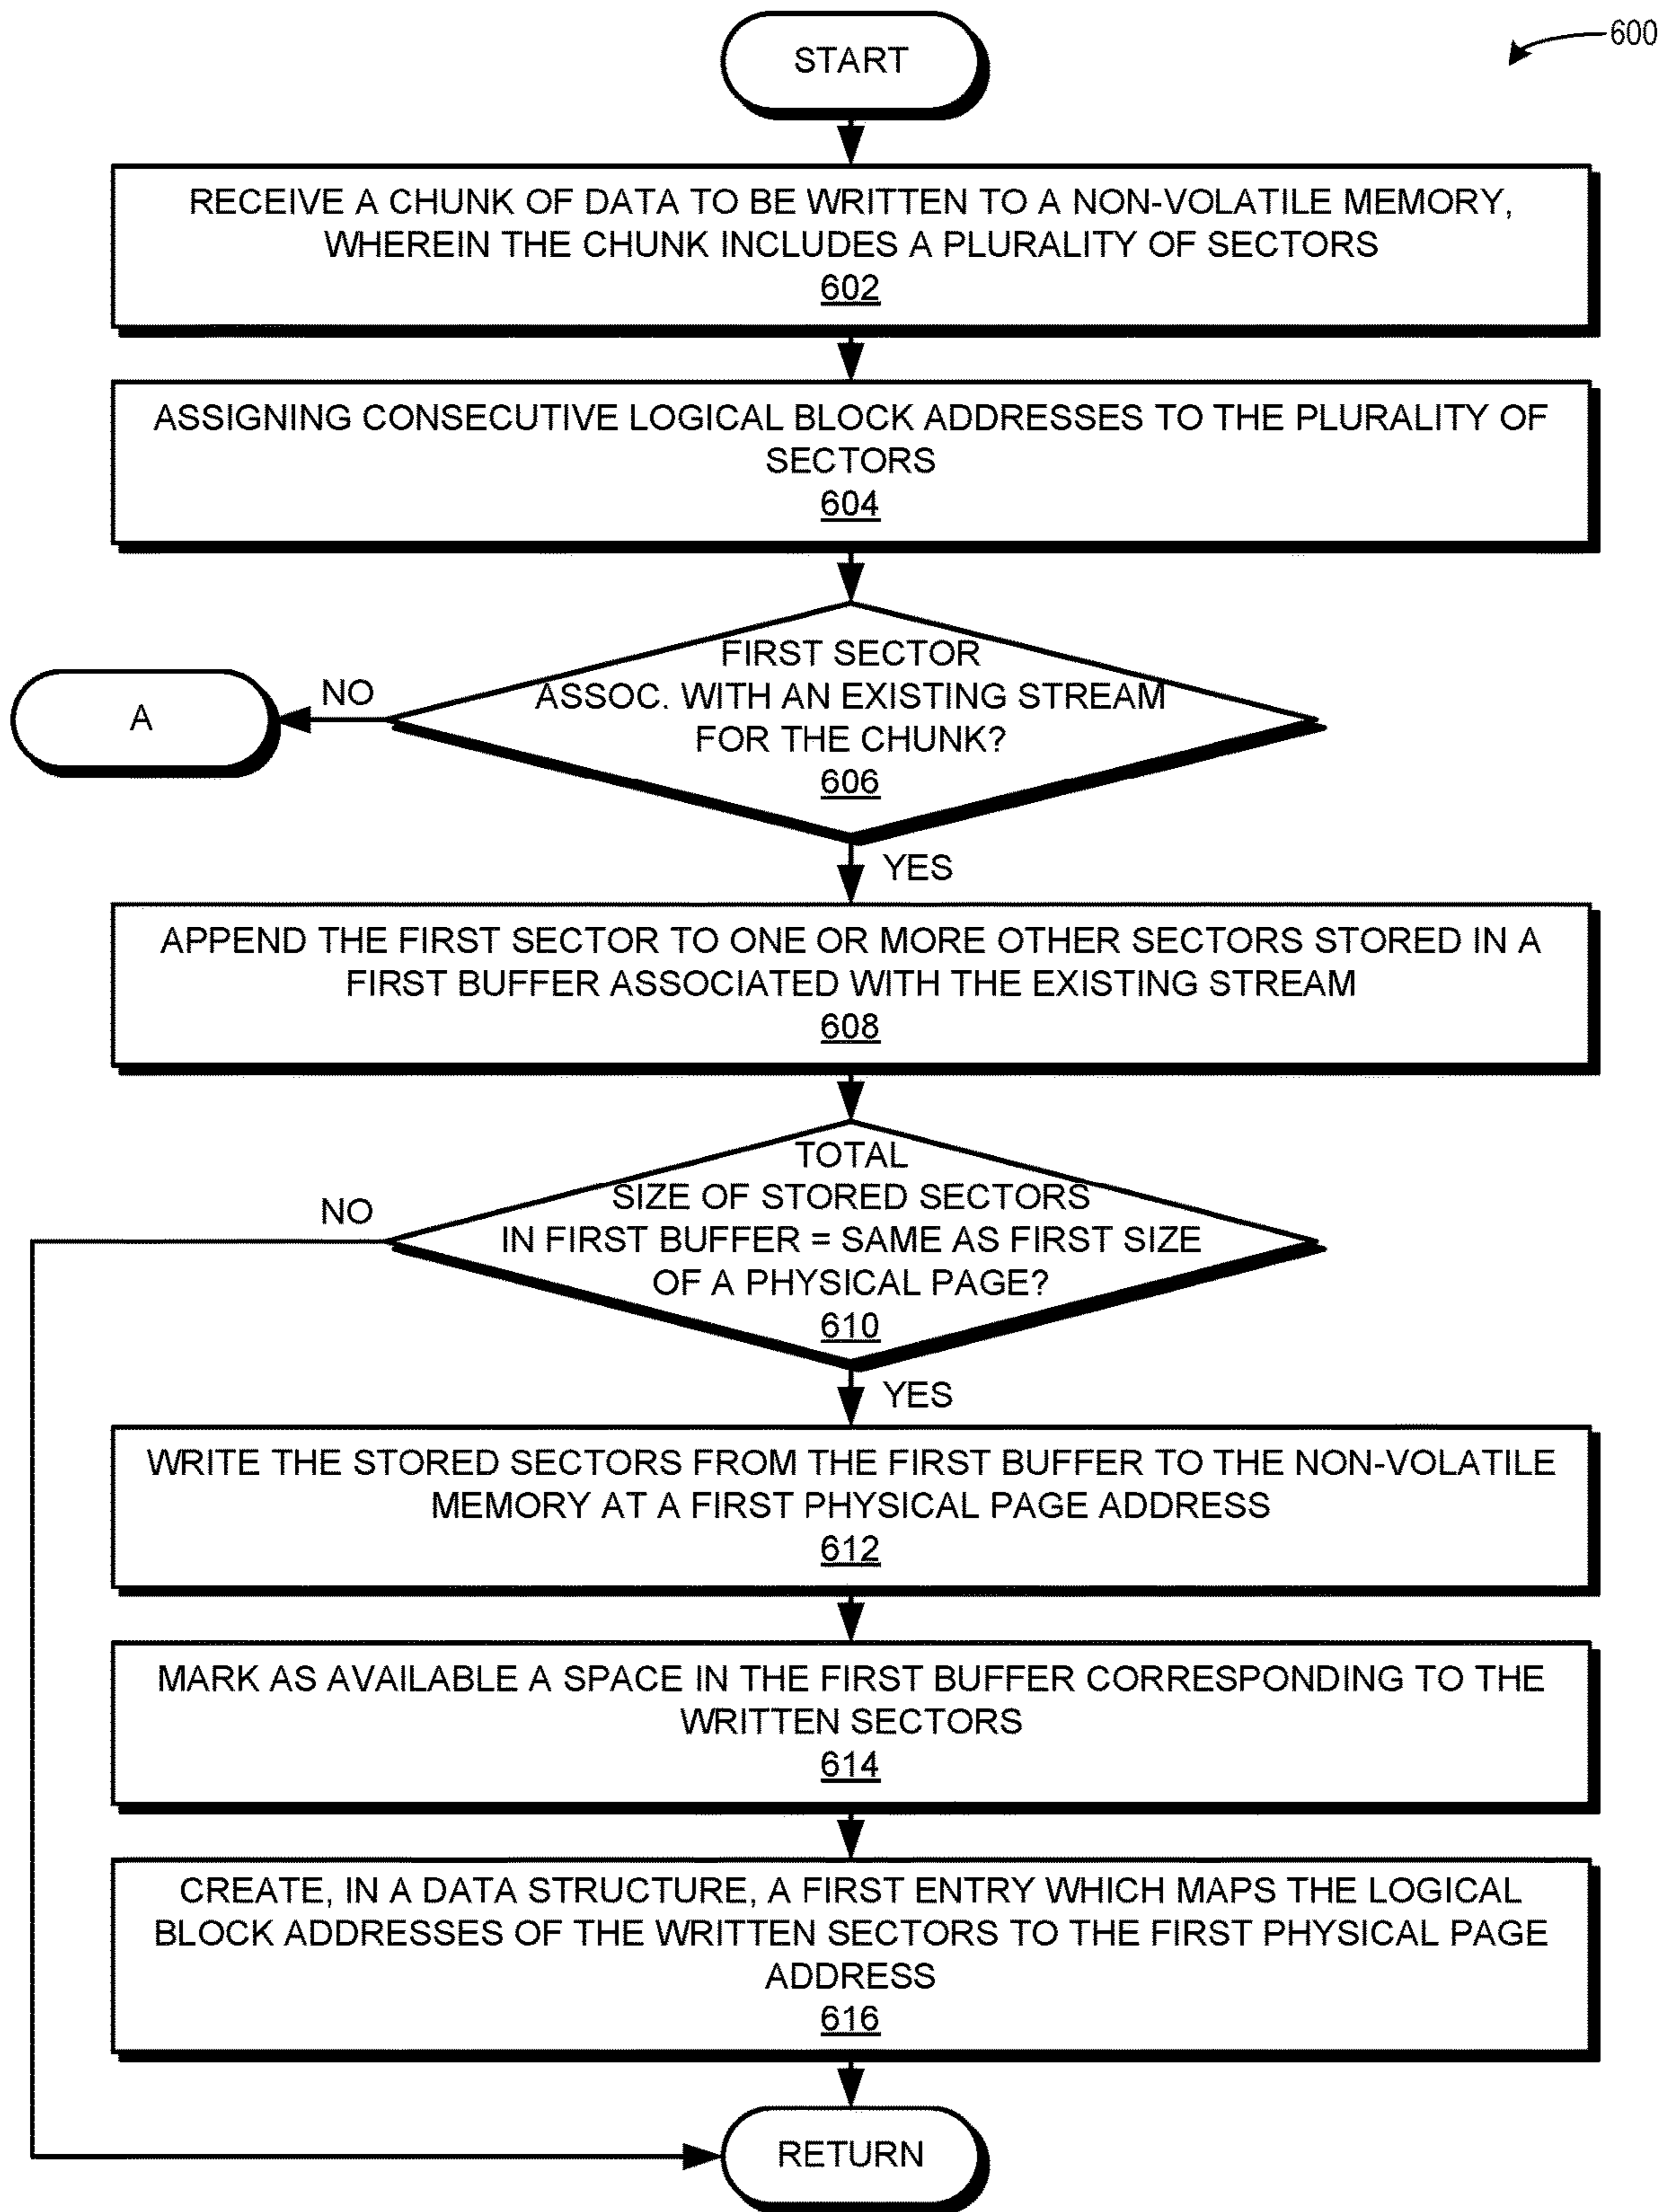 START
600
RECEIVE A CHUNK OF DATA TO BE WRITTEN TO A NON-VOLATILE MEMORY,
WHEREIN THE CHUNK INCLUDES A PLURALITY OF SECTORS
602
ASSIGNING CONSECUTIVE LOGICAL BLOCK ADDRESSES TO THE PLURALITY OF
SECTORS
604
FIRST SECTOR
ASSOC. WITH AN EXISTING STREAM
FOR THE CHUNK?
606
NO
A
YES
APPEND THE FIRST SECTOR TO ONE OR MORE OTHER SECTORS STORED IN A
FIRST BUFFER ASSOCIATED WITH THE EXISTING STREAM
608
TOTAL
SIZE OF STORED SECTORS
IN FIRST BUFFER = SAME AS FIRST SIZE
OF A PHYSICAL PAGE?
610
NO
YES
WRITE THE STORED SECTORS FROM THE FIRST BUFFER TO THE NON-VOLATILE
MEMORY AT A FIRST PHYSICAL PAGE ADDRESS
612
MARK AS AVAILABLE A SPACE IN THE FIRST BUFFER CORRESPONDING TO THE
WRITTEN SECTORS
614
CREATE, IN A DATA STRUCTURE, A FIRST ENTRY WHICH MAPS THE LOGICAL
BLOCK ADDRESSES OF THE WRITTEN SECTORS TO THE FIRST PHYSICAL PAGE
ADDRESS
616
RETURN